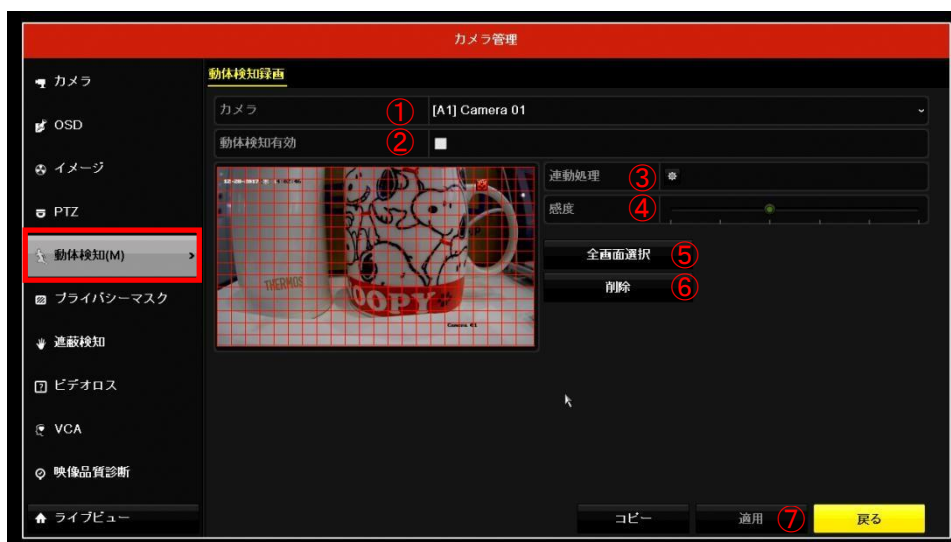 カメラ管理
カメラ
OSD
イメージ
PTZ
動体検知(M)
プライバシーマスク
遮蔽検知
ビデオロス
VCA
映像品質診断
ライブビュー
動体検知録画
カメラ ① [A1] Camera 01
動体検知有効 ②
THERMOS
OOPY
Camera 01
連動処理 ③
感度 ④
全画面選択 ⑤
削除 ⑥
コピー 適用 ⑦ 戻る